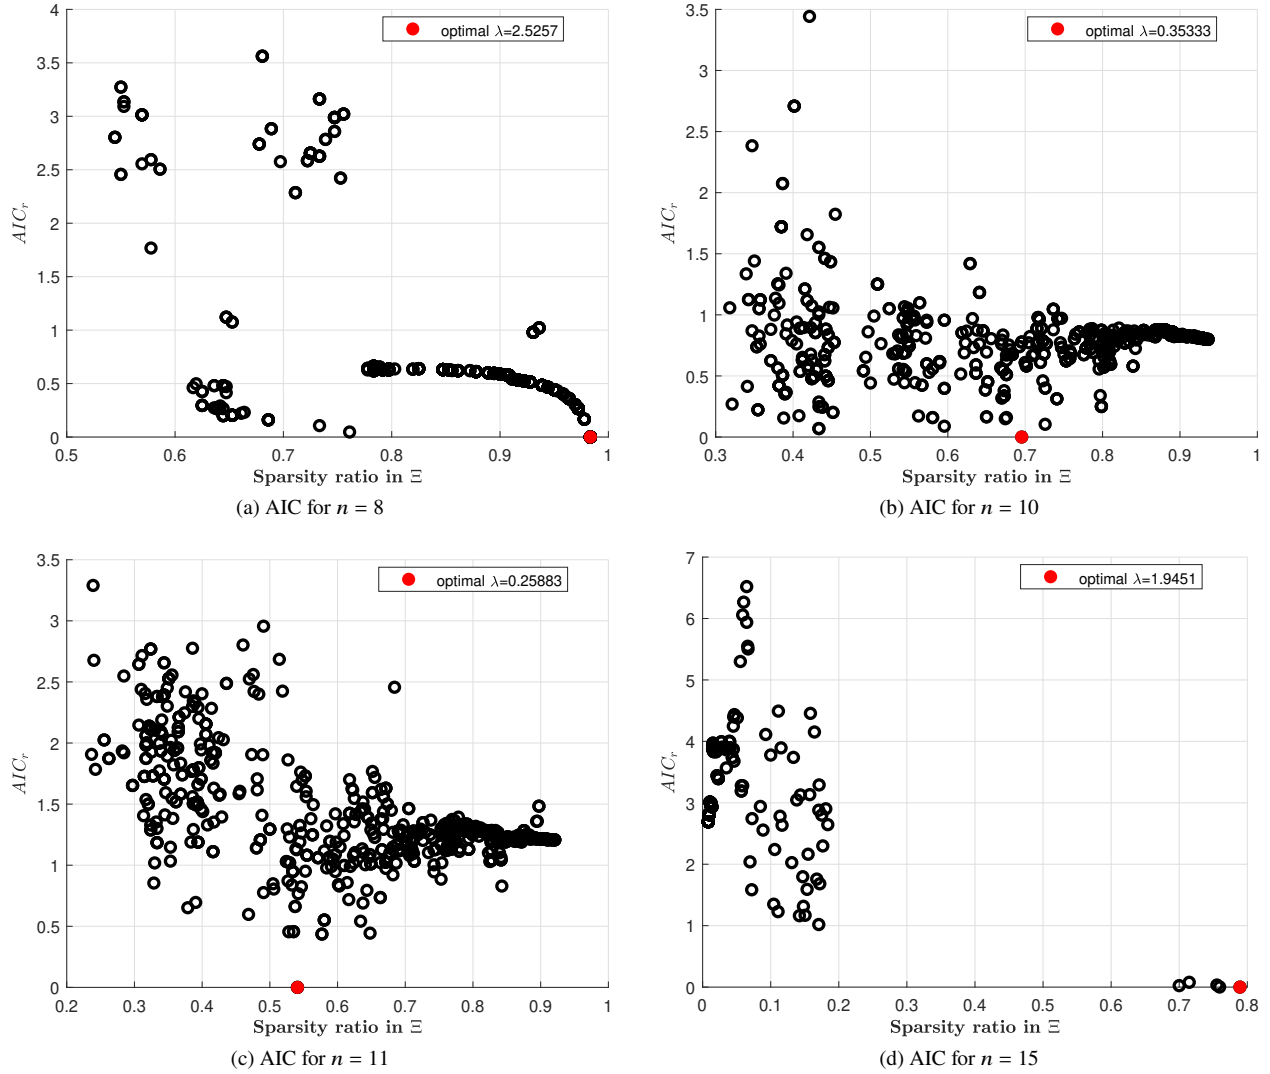 optimal λ=2.5257
4
3.5
3
2.5
2
1.5
1
0.5
0
AIC_r
0.5 0.6 0.7 0.8 0.9 1
Sparsity ratio in Ξ
(a) AIC for n = 8
optimal λ=0.35333
3.5
3
2.5
2
1.5
1
0.5
0
AIC_r
0.3 0.4 0.5 0.6 0.7 0.8 0.9 1
Sparsity ratio in Ξ
(b) AIC for n = 10
optimal λ=0.25883
3.5
3
2.5
2
1.5
1
0.5
0
AIC_r
0.2 0.3 0.4 0.5 0.6 0.7 0.8 0.9 1
Sparsity ratio in Ξ
(c) AIC for n = 11
optimal λ=1.9451
7
6
5
4
3
2
1
0
AIC_r
0 0.1 0.2 0.3 0.4 0.5 0.6 0.7 0.8
Sparsity ratio in Ξ
(d) AIC for n = 15